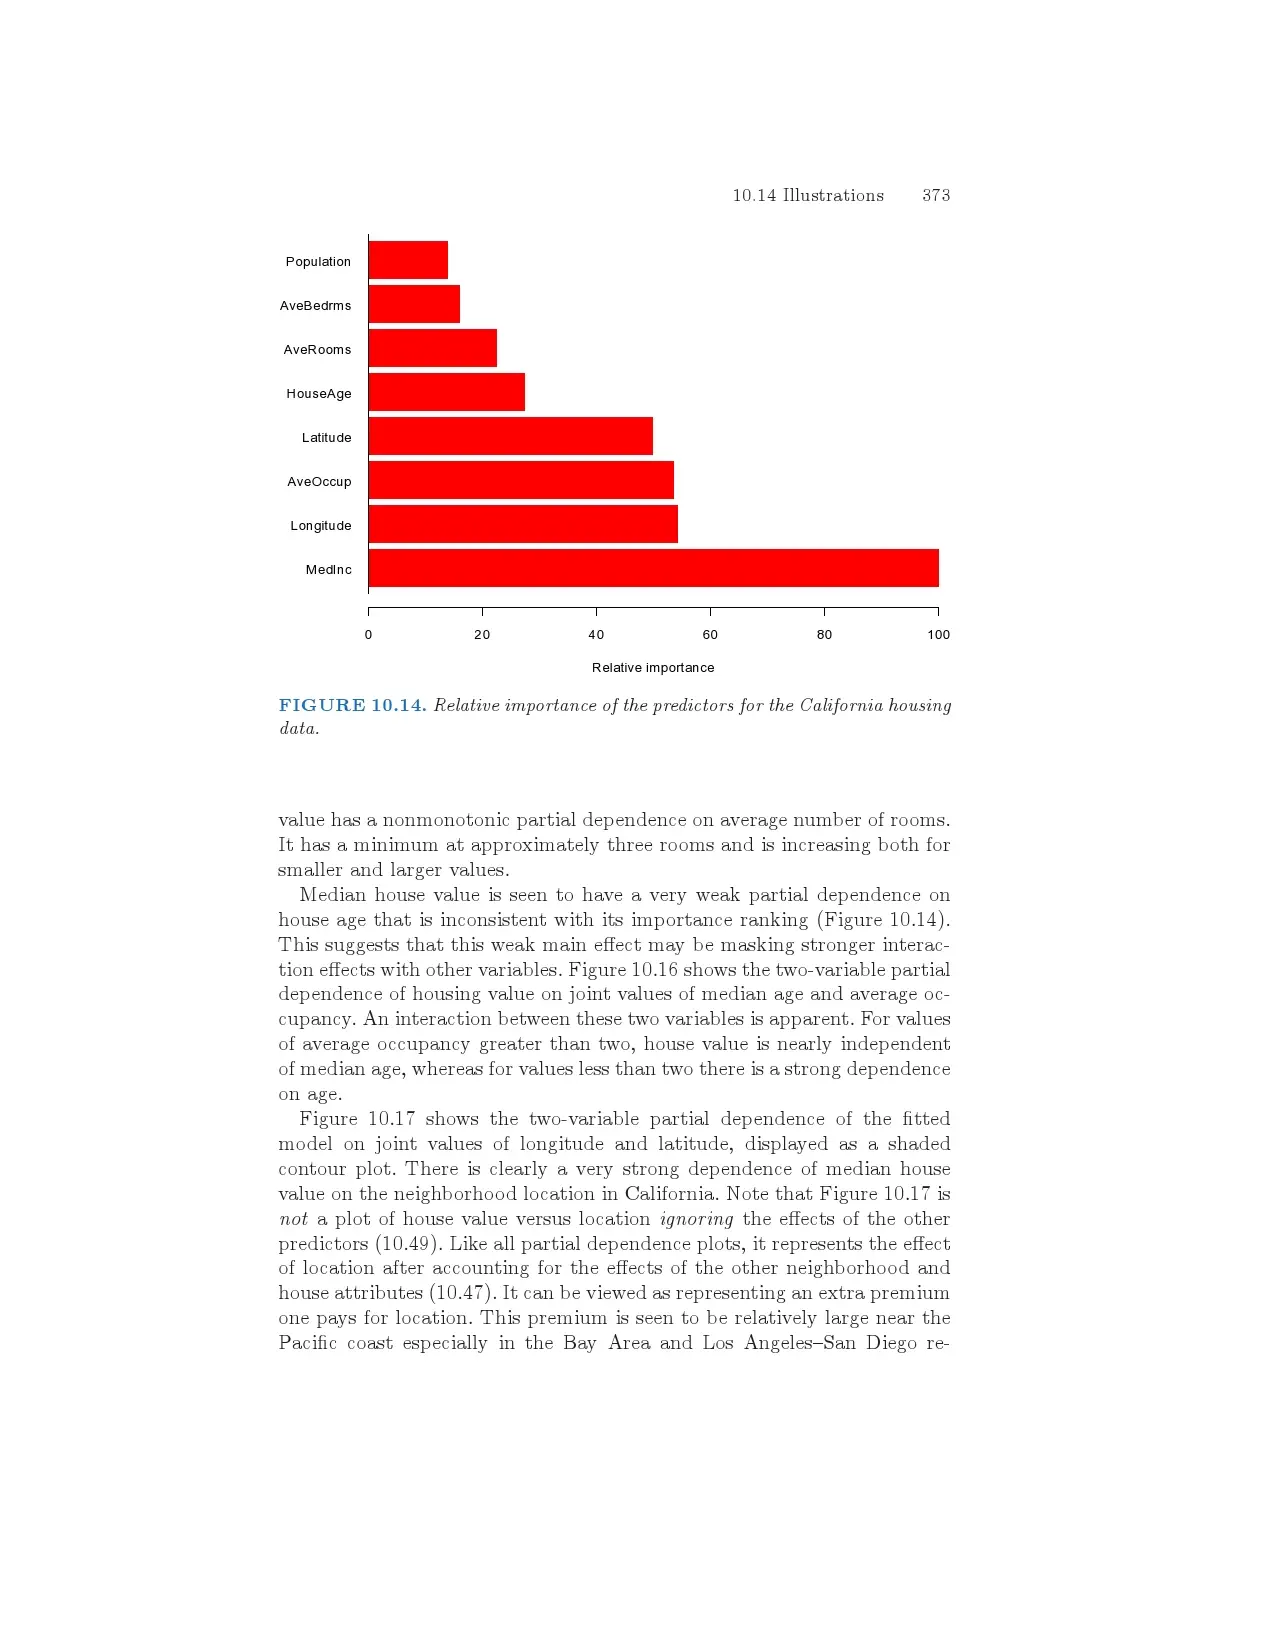 10.14 Illustrations 373
Population
AveBedrms
AveRooms
HouseAge
Latitude
AveOccup
Longitude
MedInc
0 20 40 60 80 100
Relative importance
FIGURE 10.14. Relative importance of the predictors for the California housing
data.
value has a nonmonotonic partial dependence on average number of rooms.
It has a minimum at approximately three rooms and is increasing both for
smaller and larger values.
Median house value is seen to have a very weak partial dependence on
house age that is inconsistent with its importance ranking (Figure 10.14).
This suggests that this weak main effect may be masking stronger interac-
tion effects with other variables. Figure 10.16 shows the two-variable partial
dependence of housing value on joint values of median age and average oc-
cupancy. An interaction between these two variables is apparent. For values
of average occupancy greater than two, house value is nearly independent
of median age, whereas for values less than two there is a strong dependence
on age.
Figure 10.17 shows the two-variable partial dependence of the fitted
model on joint values of longitude and latitude, displayed as a shaded
contour plot. There is clearly a very strong dependence of median house
value on the neighborhood location in California. Note that Figure 10.17 is
not a plot of house value versus location ignoring the effects of the other
predictors (10.49). Like all partial dependence plots, it represents the effect
of location after accounting for the effects of the other neighborhood and
house attributes (10.47). It can be viewed as representing an extra premium
one pays for location. This premium is seen to be relatively large near the
Pacific coast especially in the Bay Area and Los Angeles–San Diego re-